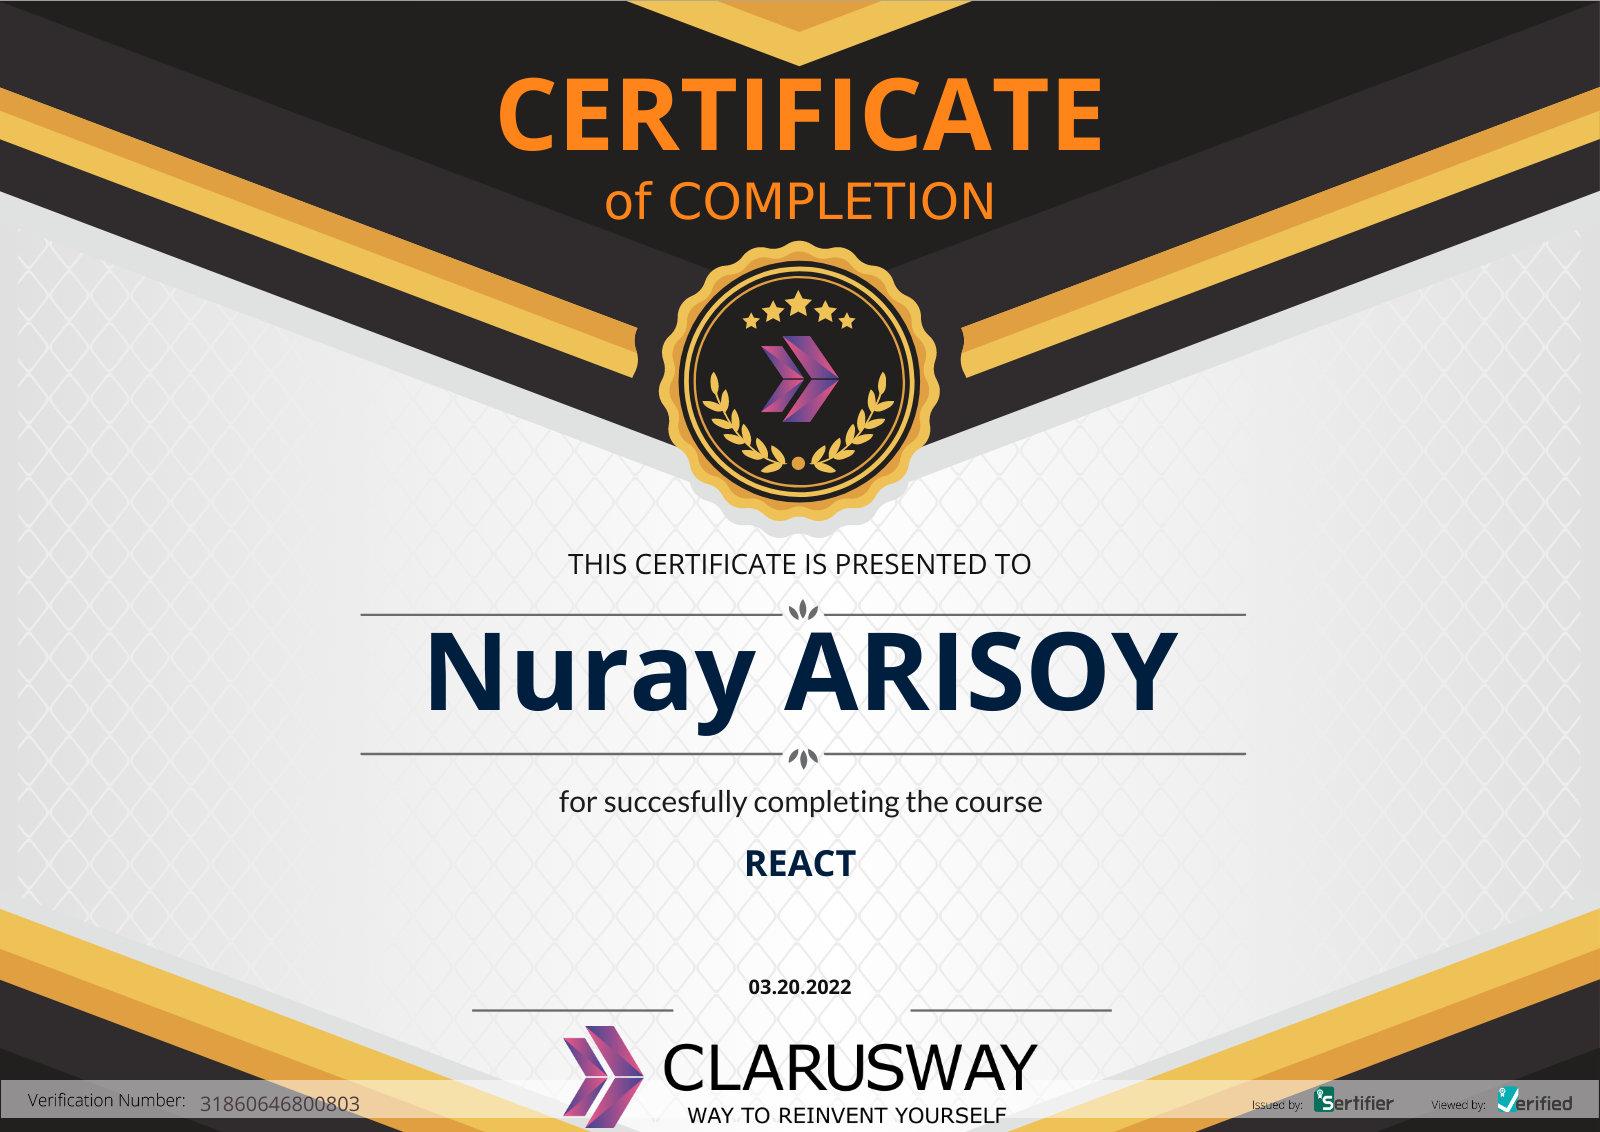 CERTIFICATE
of COMPLETION
THIS CERTIFICATE IS PRESENTED TO
Nuray ARISOY
for succesfully completing the course
REACT
03.20.2022
CLARUSWAY
WAY TO REINVENT YOURSELF
Verification Number: 31860646800803
Issued by: Sertifier
Viewed by: Verified